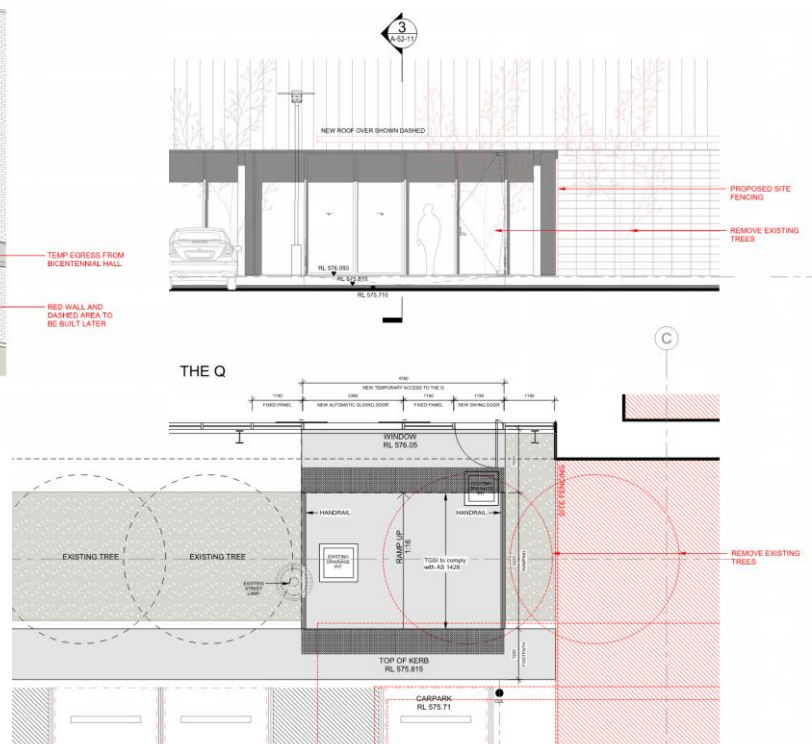 3
A-52-11
NEW ROOF OVER SHOWN DASHED
PROPOSED SITE
FENCING
REMOVE EXISTING
TREES
TEMP EGRESS FROM
BICENTENNIAL HALL
RL 576.050
RL 575.815
RL 575.710
RED WALL AND
DASHED AREA TO
BE BUILT LATER
C
THE Q
4760
NEW TEMPORARY ACCESS TO THE Q
FIXED PANEL
NEW AUTOMATIC SLIDING DOOR
FIXED PANEL
NEW SWING DOOR
WINDOW
RL 576.05
EXISTING
DRAINAGE
PIT
SITE FENCING
HANDRAIL
HANDRAIL
EXISTING TREE
EXISTING TREE
EXISTING
DRAINAGE
PIT
RAMP UP
1:16
TGSI to comply
with AS 1428
RAMPING
REMOVE EXISTING
TREES
EXISTING
STREET
LAMP
TOP OF KERB
RL 575.815
FOOTPATH
CARPARK
RL 575.71